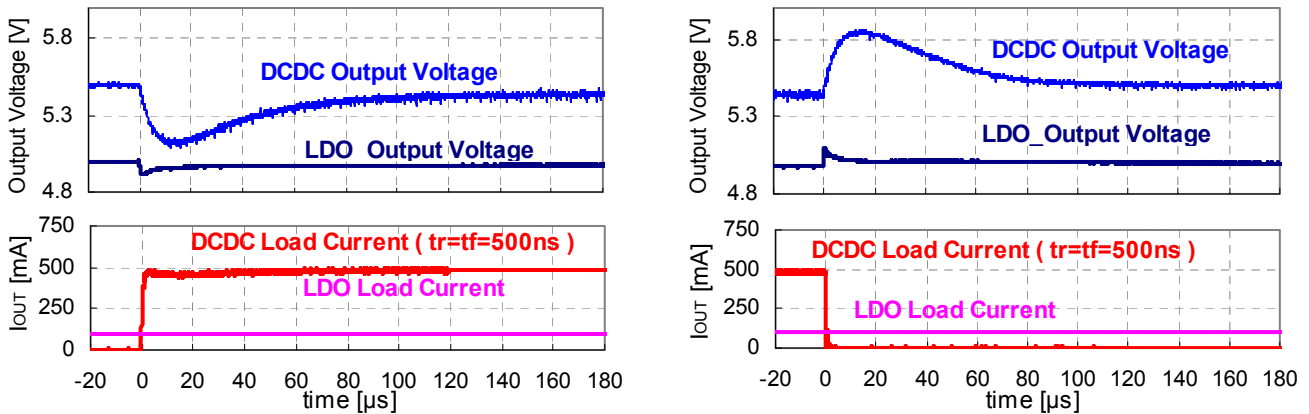 Output Voltage [V]
5.8
5.3
4.8
DCDC Output Voltage
LDO_Output Voltage
IOUT [mA]
750
500
250
0
DCDC Load Current ( tr=tf=500ns )
LDO Load Current
-20 0 20 40 60 80 100 120 140 160 180
time [µs]
Output Voltage [V]
5.8
5.3
4.8
DCDC Output Voltage
LDO_Output Voltage
IOUT [mA]
750
500
250
0
DCDC Load Current ( tr=tf=500ns )
LDO Load Current
-20 0 20 40 60 80 100 120 140 160 180
time [µs]